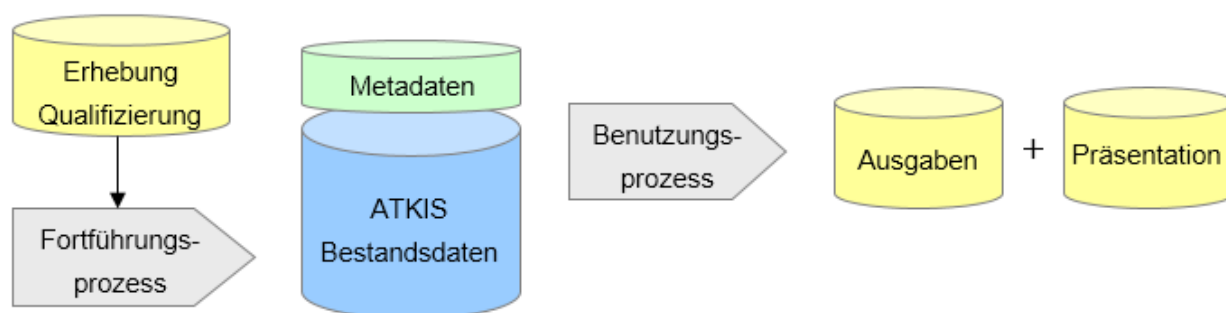 Erhebung
Qualifizierung
Fortführungs-
prozess
Metadaten
ATKIS
Bestandsdaten
Benutzungs-
prozess
Ausgaben
+
Präsentation